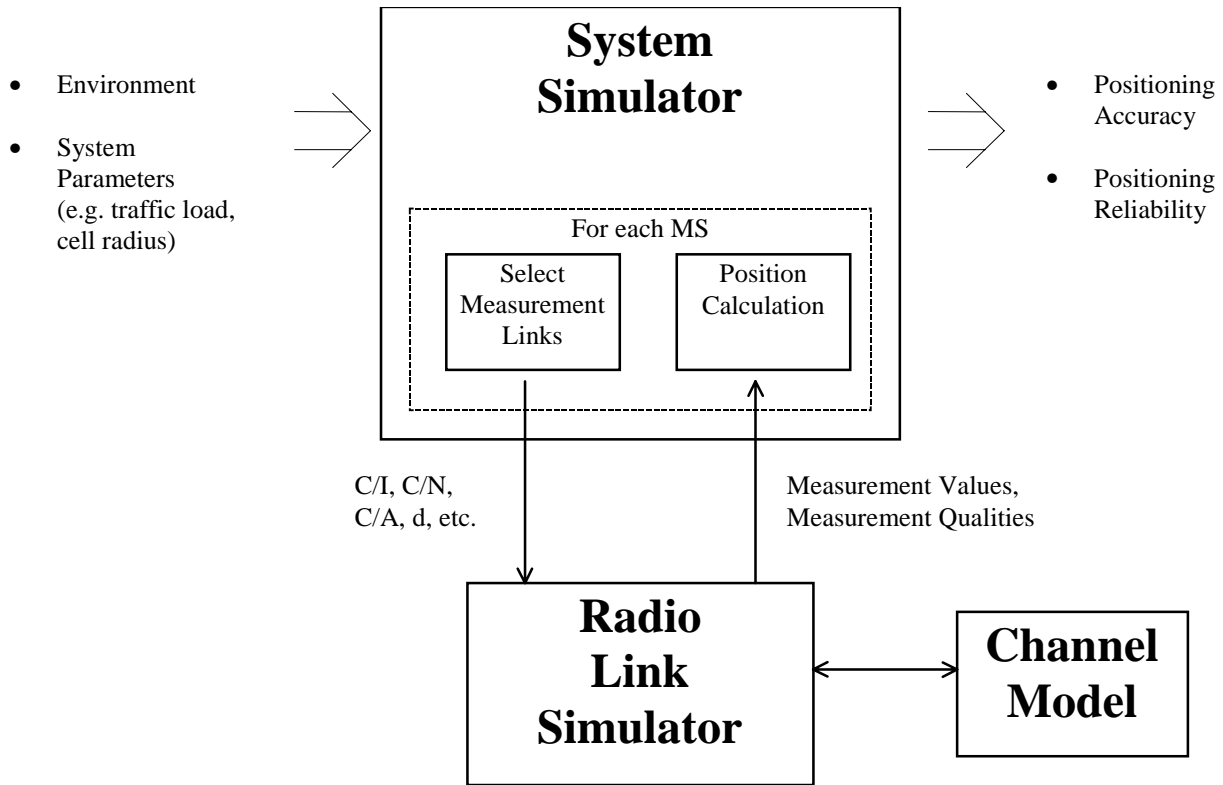 System
Simulator
• Environment
• System
Parameters
(e.g. traffic load,
cell radius)
• Positioning
Accuracy
• Positioning
Reliability
For each MS
Select
Measurement
Links
Position
Calculation
C/I, C/N,
C/A, d, etc.
Measurement Values,
Measurement Qualities
Radio
Link
Simulator
Channel
Model